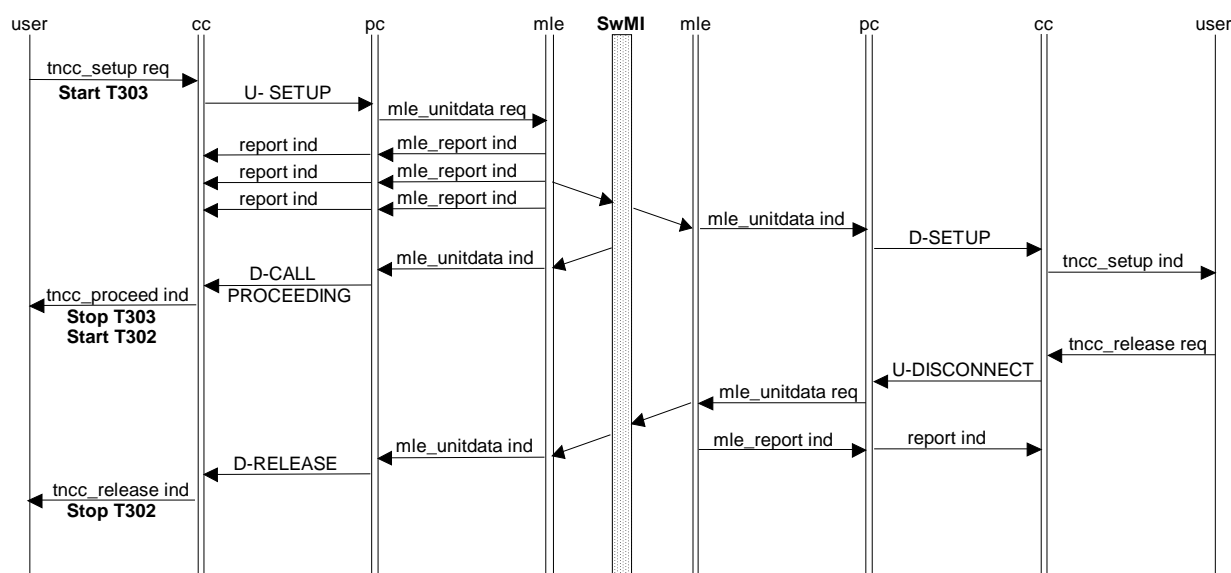 user cc pc mle SwMI mle pc cc user
tncc_setup req
Start T303
U- SETUP
mle_unitdata req
report ind mle_report ind
report ind mle_report ind
report ind mle_report ind
mle_unitdata ind
D-SETUP
mle_unitdata ind
tncc_setup ind
D-CALL
PROCEEDING
tncc_proceed ind
Stop T303
Start T302
tncc_release req
U-DISCONNECT
mle_unitdata req
mle_unitdata ind
mle_report ind report ind
D-RELEASE
tncc_release ind
Stop T302